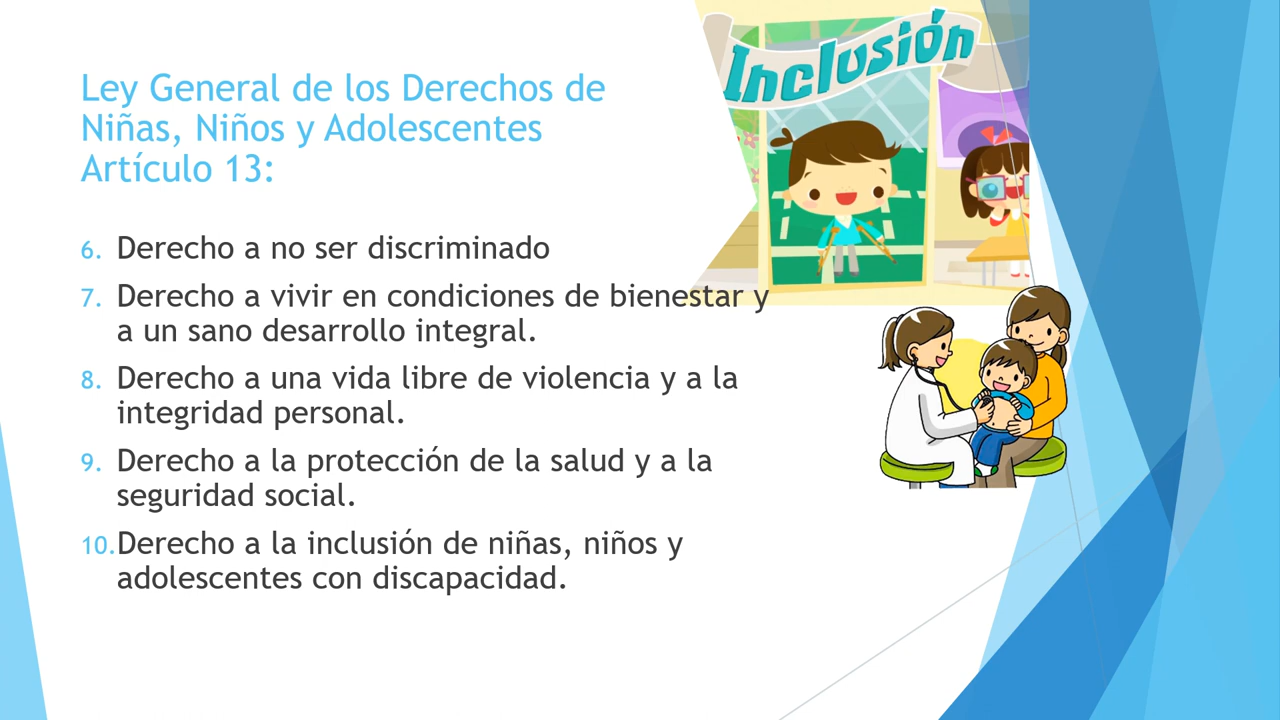 Inclusión
Ley General de los Derechos de
Niñas, Niños y Adolescentes
Artículo 13:
6. Derecho a no ser discriminado
7. Derecho a vivir en condiciones de bienestar y
a un sano desarrollo integral.
8. Derecho a una vida libre de violencia y a la
integridad personal.
9. Derecho a la protección de la salud y a la
seguridad social.
10. Derecho a la inclusión de niñas, niños y
adolescentes con discapacidad.